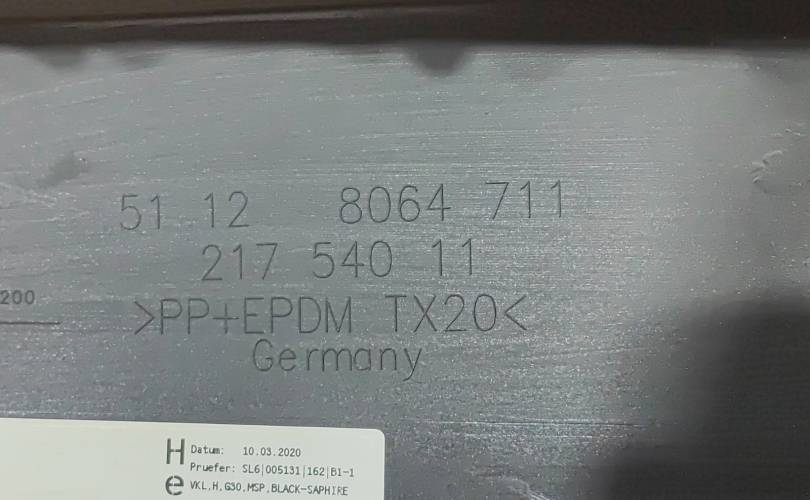 51 12 8064 711
217 540 11
200
>PP+EPDM TX20<
Germany
H Datum: 10.03.2020
Pruefer: SL6|005131|162|B1-1
e VKL,H,G30,MSP,BLACK-SAPHIRE